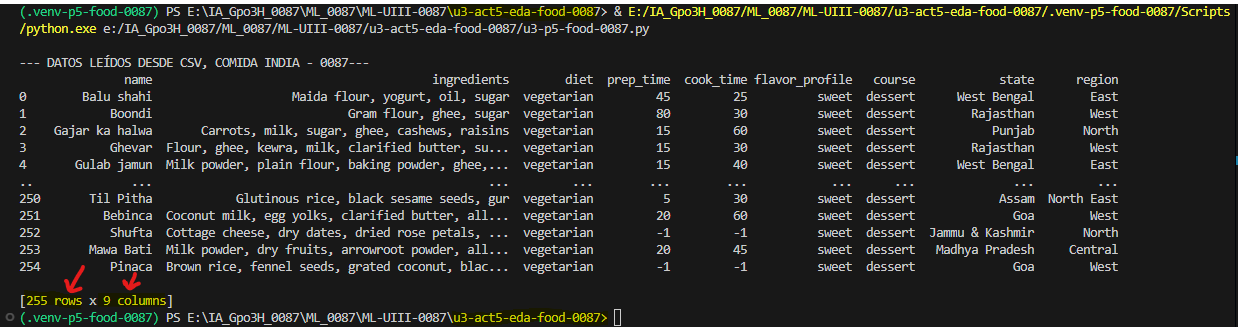 (.venv-p5-food-0087) PS E:\IA_Gpo3H_0087\ML_0087\ML-UIII-0087\u3-act5-eda-food-0087> & E:/IA_Gpo3H_0087/ML_0087/ML-UIII-0087/u3-act5-eda-food-0087/.venv-p5-food-0087/Scripts
/python.exe e:/IA_Gpo3H_0087/ML_0087/ML-UIII-0087/u3-act5-eda-food-0087/u3-p5-food-0087.py
--- DATOS LEÍDOS DESDE CSV, COMIDA INDIA - 0087---
name ingredients diet prep_time cook_time flavor_profile course state region
0 Balu shahi Maida flour, yogurt, oil, sugar vegetarian 45 25 sweet dessert West Bengal East
1 Boondi Gram flour, ghee, sugar vegetarian 80 30 sweet dessert Rajasthan West
2 Gajar ka halwa Carrots, milk, sugar, ghee, cashews, raisins vegetarian 15 60 sweet dessert Punjab North
3 Ghevar Flour, ghee, kewra, milk, clarified butter, su... vegetarian 15 30 sweet dessert Rajasthan West
4 Gulab jamun Milk powder, plain flour, baking powder, ghee,... vegetarian 15 40 sweet dessert West Bengal East
.. ... ... ... ... ... ... ... ... ...
250 Til Pitha Glutinous rice, black sesame seeds, gur vegetarian 5 30 sweet dessert Assam North East
251 Bebinca Coconut milk, egg yolks, clarified butter, all... vegetarian 20 60 sweet dessert Goa West
252 Shufta Cottage cheese, dry dates, dried rose petals, ... vegetarian -1 -1 sweet dessert Jammu & Kashmir North
253 Mawa Bati Milk powder, dry fruits, arrowroot powder, all... vegetarian 20 45 sweet dessert Madhya Pradesh Central
254 Pinaca Brown rice, fennel seeds, grated coconut, blac... vegetarian -1 -1 sweet dessert Goa West
[255 rows x 9 columns]
(.venv-p5-food-0087) PS E:\IA_Gpo3H_0087\ML_0087\ML-UIII-0087\u3-act5-eda-food-0087>